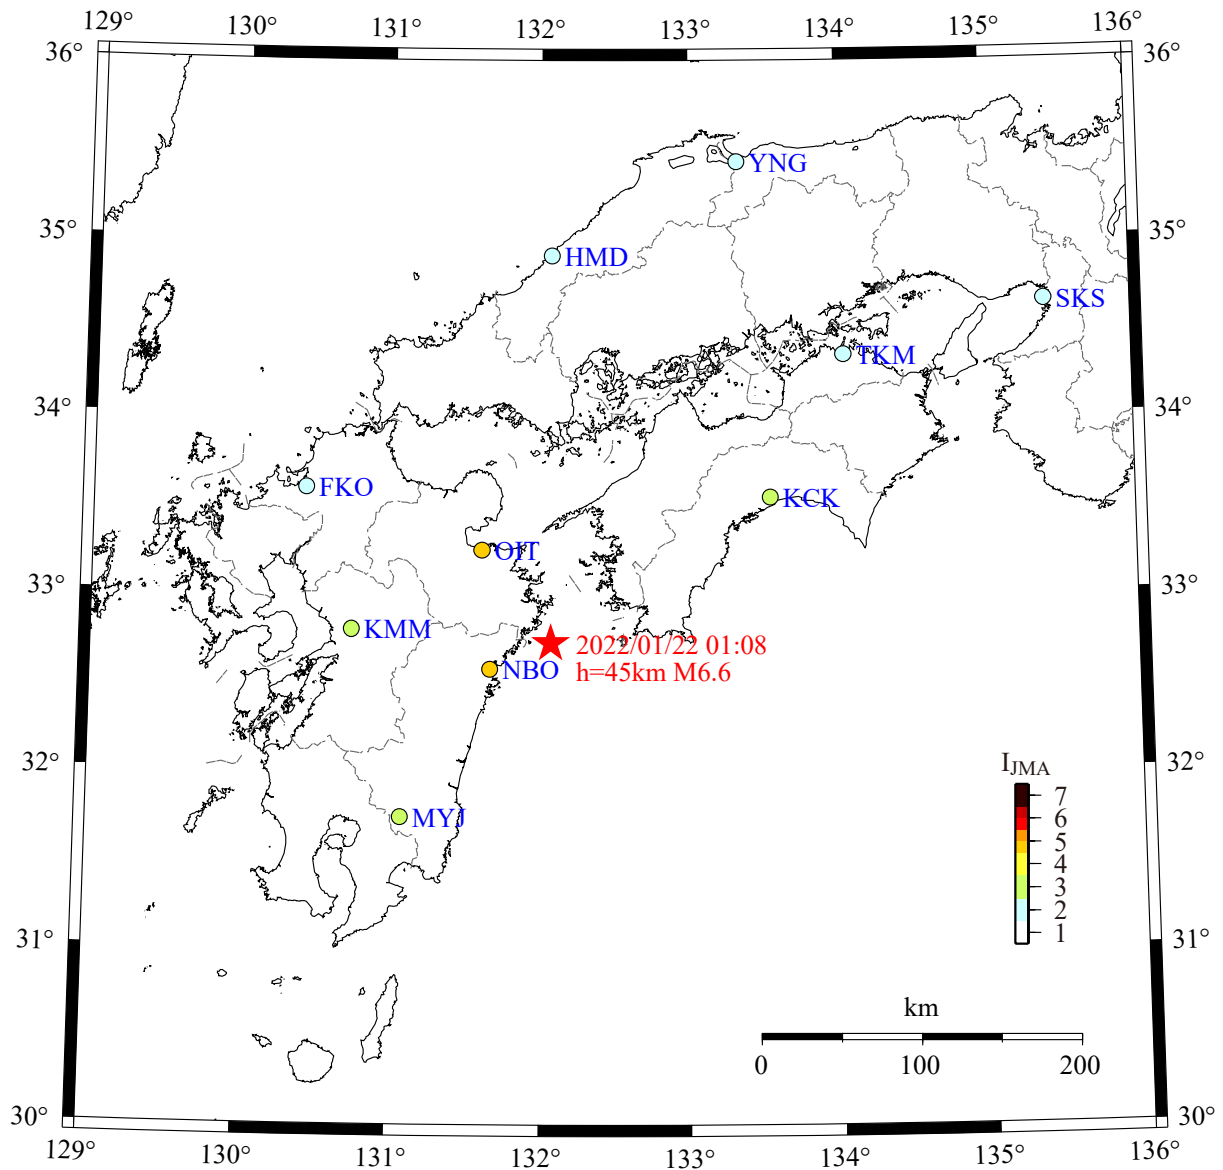 129° 130° 131° 132° 133° 134° 135° 136°
36° 36°
YNG
35° 35°
HMD
SKS
TKM
34° 34°
FKO
KCK
OIT
33° 33°
KMM
2022/01/22 01:08
NBO
h=45km M6.6
32° 32°
IJMA
7
MYJ
6
5
4
3
2
1
31° 31°
km
0 100 200
30° 30°
129° 130° 131° 132° 133° 134° 135° 136°